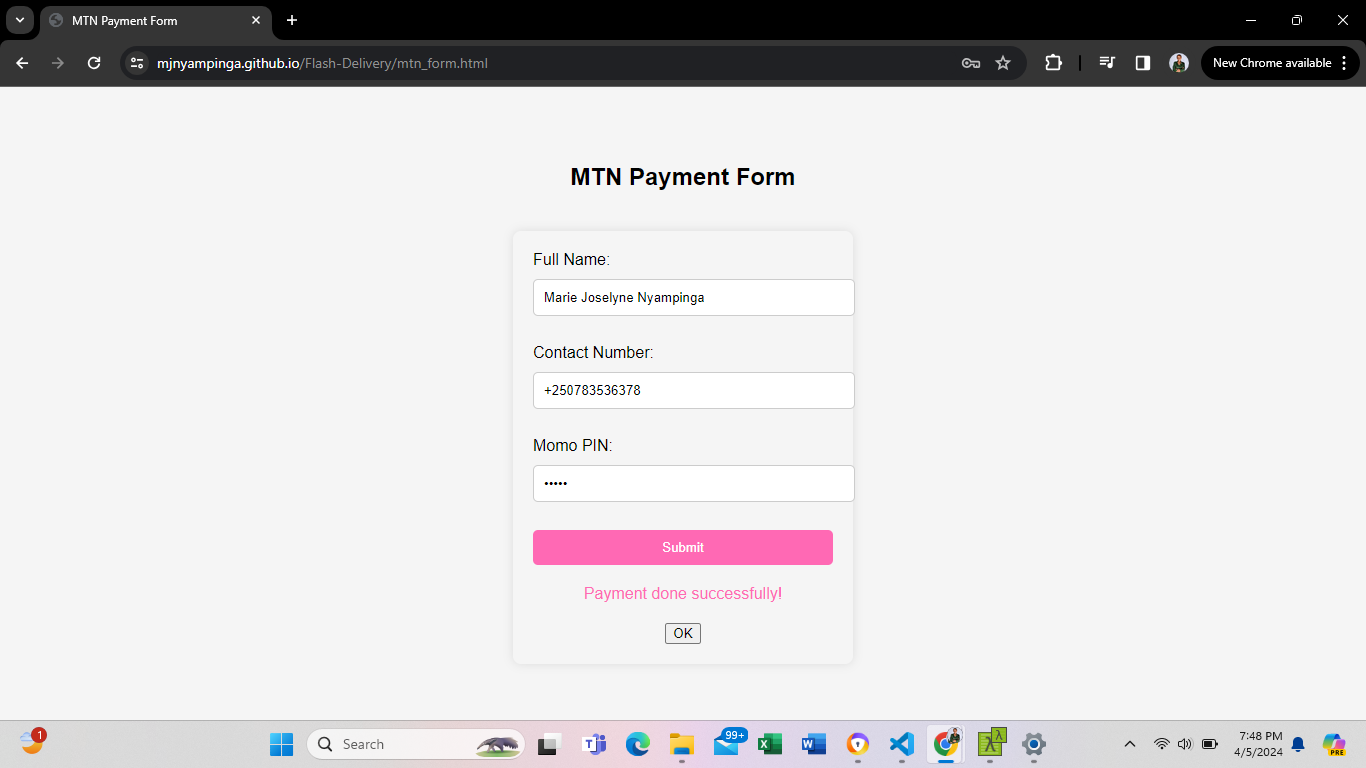 MTN Payment Form
mjnyampinga.github.io/Flash-Delivery/mtn_form.html
New Chrome available
MTN Payment Form
Full Name:
Marie Joselyne Nyampinga
Contact Number:
+250783536378
Momo PIN:
•••••
Submit
Payment done successfully!
OK
1
Search
99+
7:48 PM
4/5/2024
PRE